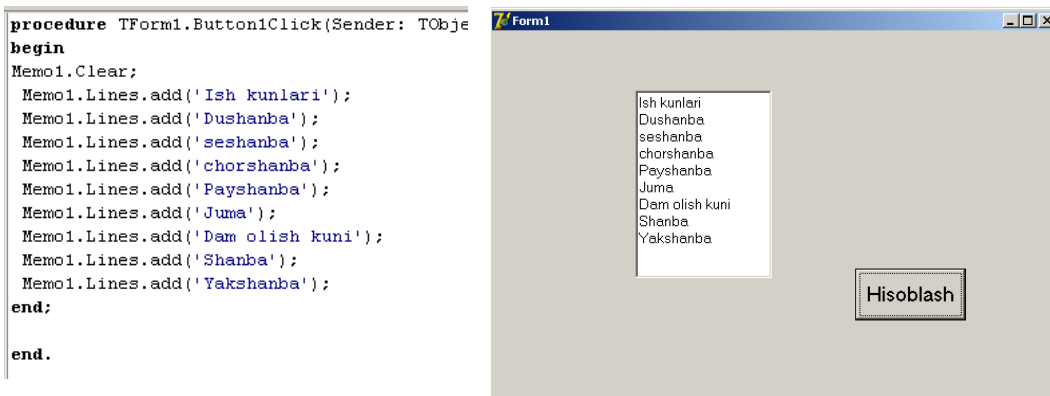 procedure TForm1.Button1Click(Sender: TObje
begin
Memo1.Clear;
Memo1.Lines.add('Ish kunlari');
Memo1.Lines.add('Dushanba');
Memo1.Lines.add('seshanba');
Memo1.Lines.add('chorshanba');
Memo1.Lines.add('Payshanba');
Memo1.Lines.add('Juma');
Memo1.Lines.add('Dam olish kuni');
Memo1.Lines.add('Shanba');
Memo1.Lines.add('Yakshanba');
end;
end.
Form1
Ish kunlari
Dushanba
seshanba
chorshanba
Payshanba
Juma
Dam olish kuni
Shanba
Yakshanba
Hisoblash